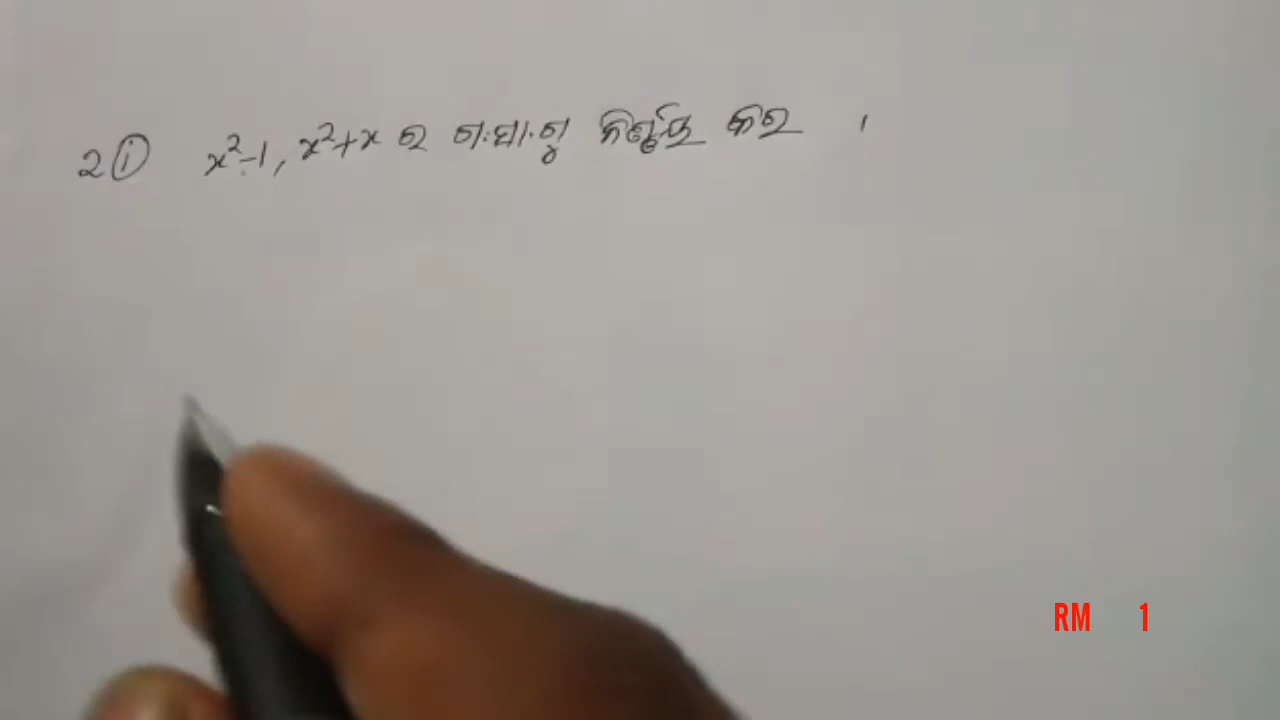 2 (i) x²-1, x²+x ର ଗ.ସା.ଗୁ ନିର୍ଣ୍ଣୟ କର ।
RM 1